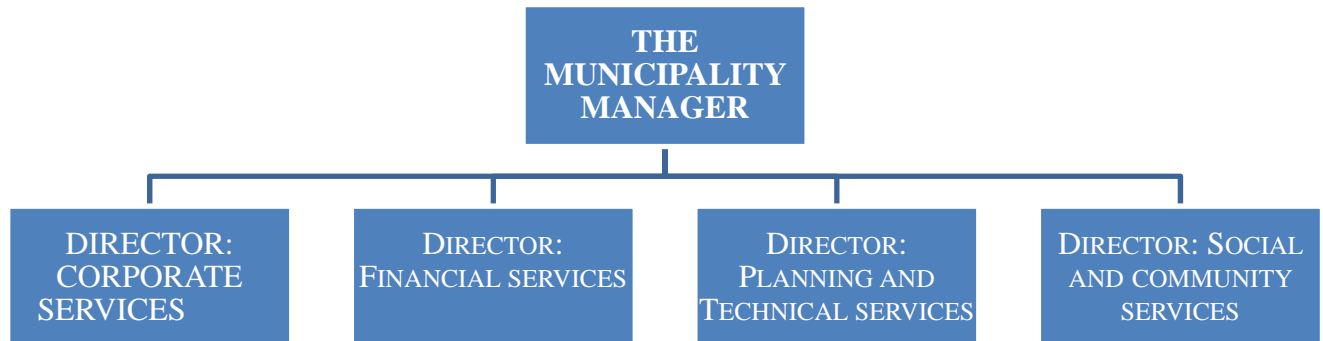 THE
MUNICIPALITY
MANAGER
DIRECTOR:
CORPORATE
SERVICES
DIRECTOR:
FINANCIAL SERVICES
DIRECTOR:
PLANNING AND
TECHNICAL SERVICES
DIRECTOR: SOCIAL
AND COMMUNITY
SERVICES